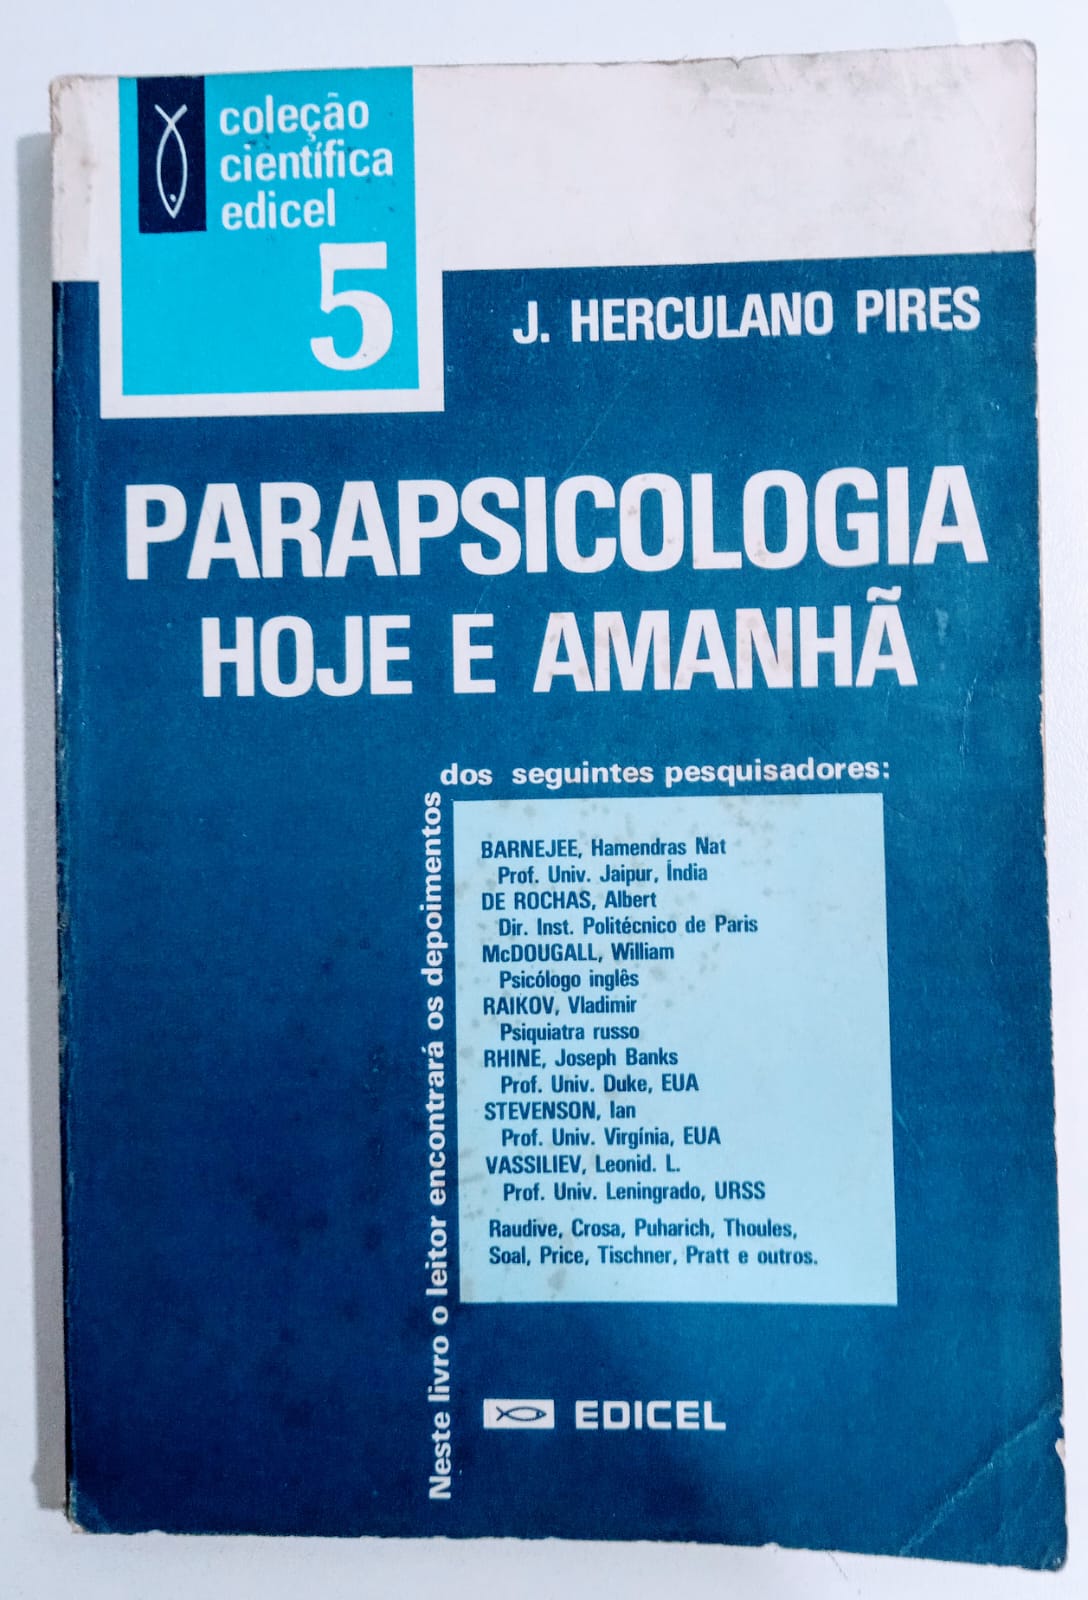 coleção
científica
edicel
5
J. HERCULANO PIRES
PARAPSICOLOGIA
HOJE E AMANHÃ
Neste livro o leitor encontrará os depoimentos
dos seguintes pesquisadores:
BARNEJEE, Hamendras Nat
Prof. Univ. Jaipur, Índia
DE ROCHAS, Albert
Dir. Inst. Politécnico de Paris
McDOUGALL, William
Psicólogo inglês
RAIKOV, Vladimir
Psiquiatra russo
RHINE, Joseph Banks
Prof. Univ. Duke, EUA
STEVENSON, Ian
Prof. Univ. Virgínia, EUA
VASSILIEV, Leonid. L.
Prof. Univ. Leningrado, URSS
Raudive, Crosa, Puharich, Thoules,
Soal, Price, Tischner, Pratt e outros.
EDICEL